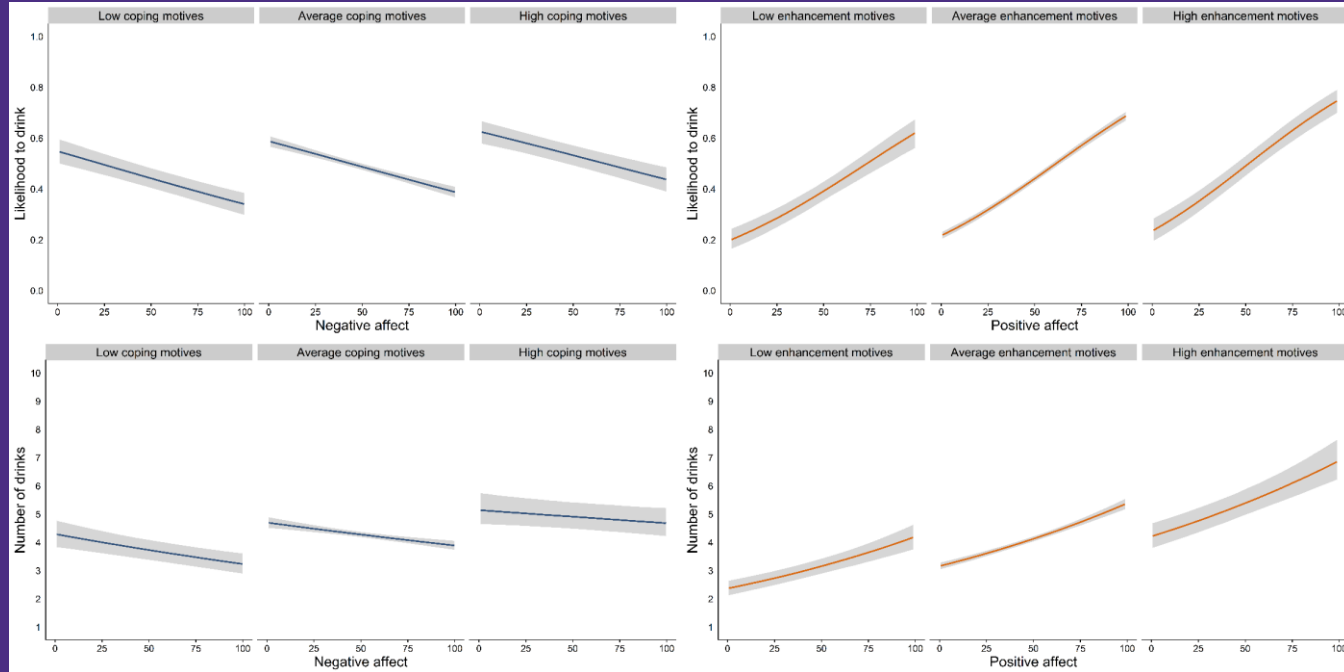 Low coping motives
Average coping motives
High coping motives
Likelihood to drink
1.0
0.8
0.6
0.4
0.2
0.0
0 25 50 75 100
0 25 50 75 100
0 25 50 75 100
Negative affect
Low enhancement motives
Average enhancement motives
High enhancement motives
Likelihood to drink
1.0
0.8
0.6
0.4
0.2
0.0
0 25 50 75 100
0 25 50 75 100
0 25 50 75 100
Positive affect
Low coping motives
Average coping motives
High coping motives
Number of drinks
10
9
8
7
6
5
4
3
2
1
0 25 50 75 100
0 25 50 75 100
0 25 50 75 100
Negative affect
Low enhancement motives
Average enhancement motives
High enhancement motives
Number of drinks
10
9
8
7
6
5
4
3
2
1
0 25 50 75 100
0 25 50 75 100
0 25 50 75 100
Positive affect